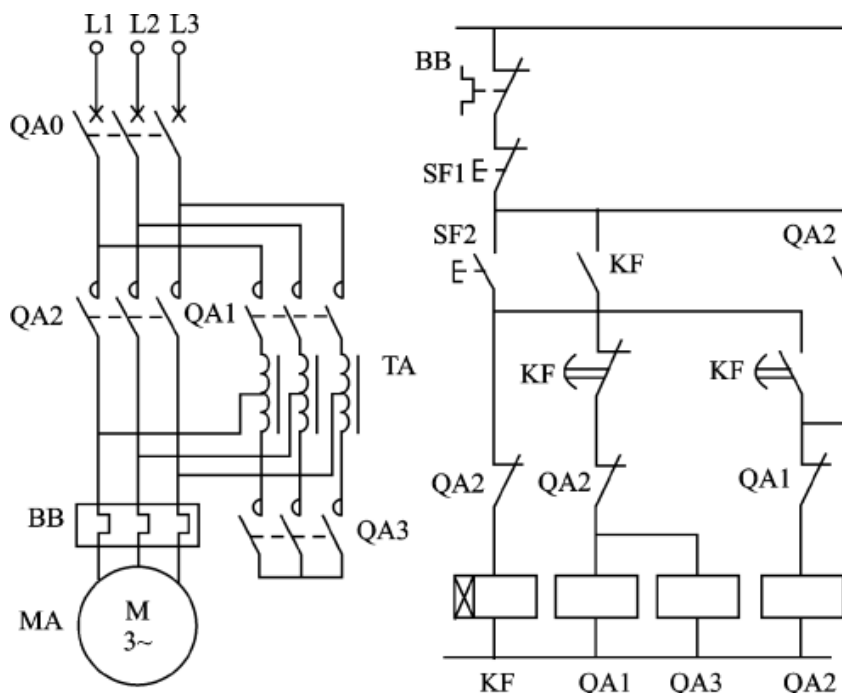 L1 L2 L3
QA0
QA2
QA1
TA
BB
QA3
MA
M
3~
BB
SF1
SF2
KF
QA2
KF
KF
QA2
QA2
QA1
KF QA1 QA3 QA2